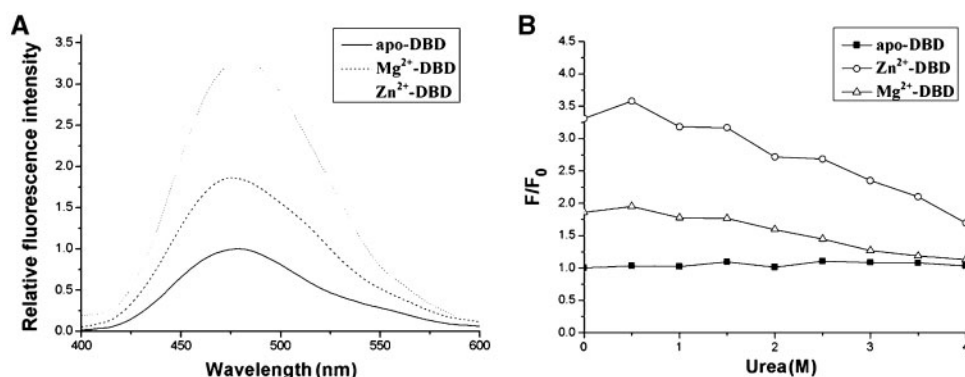 A
Relative fluorescence intensity
3.5
3.0
2.5
2.0
1.5
1.0
0.5
0.0
400
450
500
550
600
Wavelength (nm)
apo-DBD
Mg²⁺-DBD
Zn²⁺-DBD
B
F/F₀
4.5
4.0
3.5
3.0
2.5
2.0
1.5
1.0
0.5
0.0
0
1
2
3
4
Urea(M)
apo-DBD
Zn²⁺-DBD
Mg²⁺-DBD